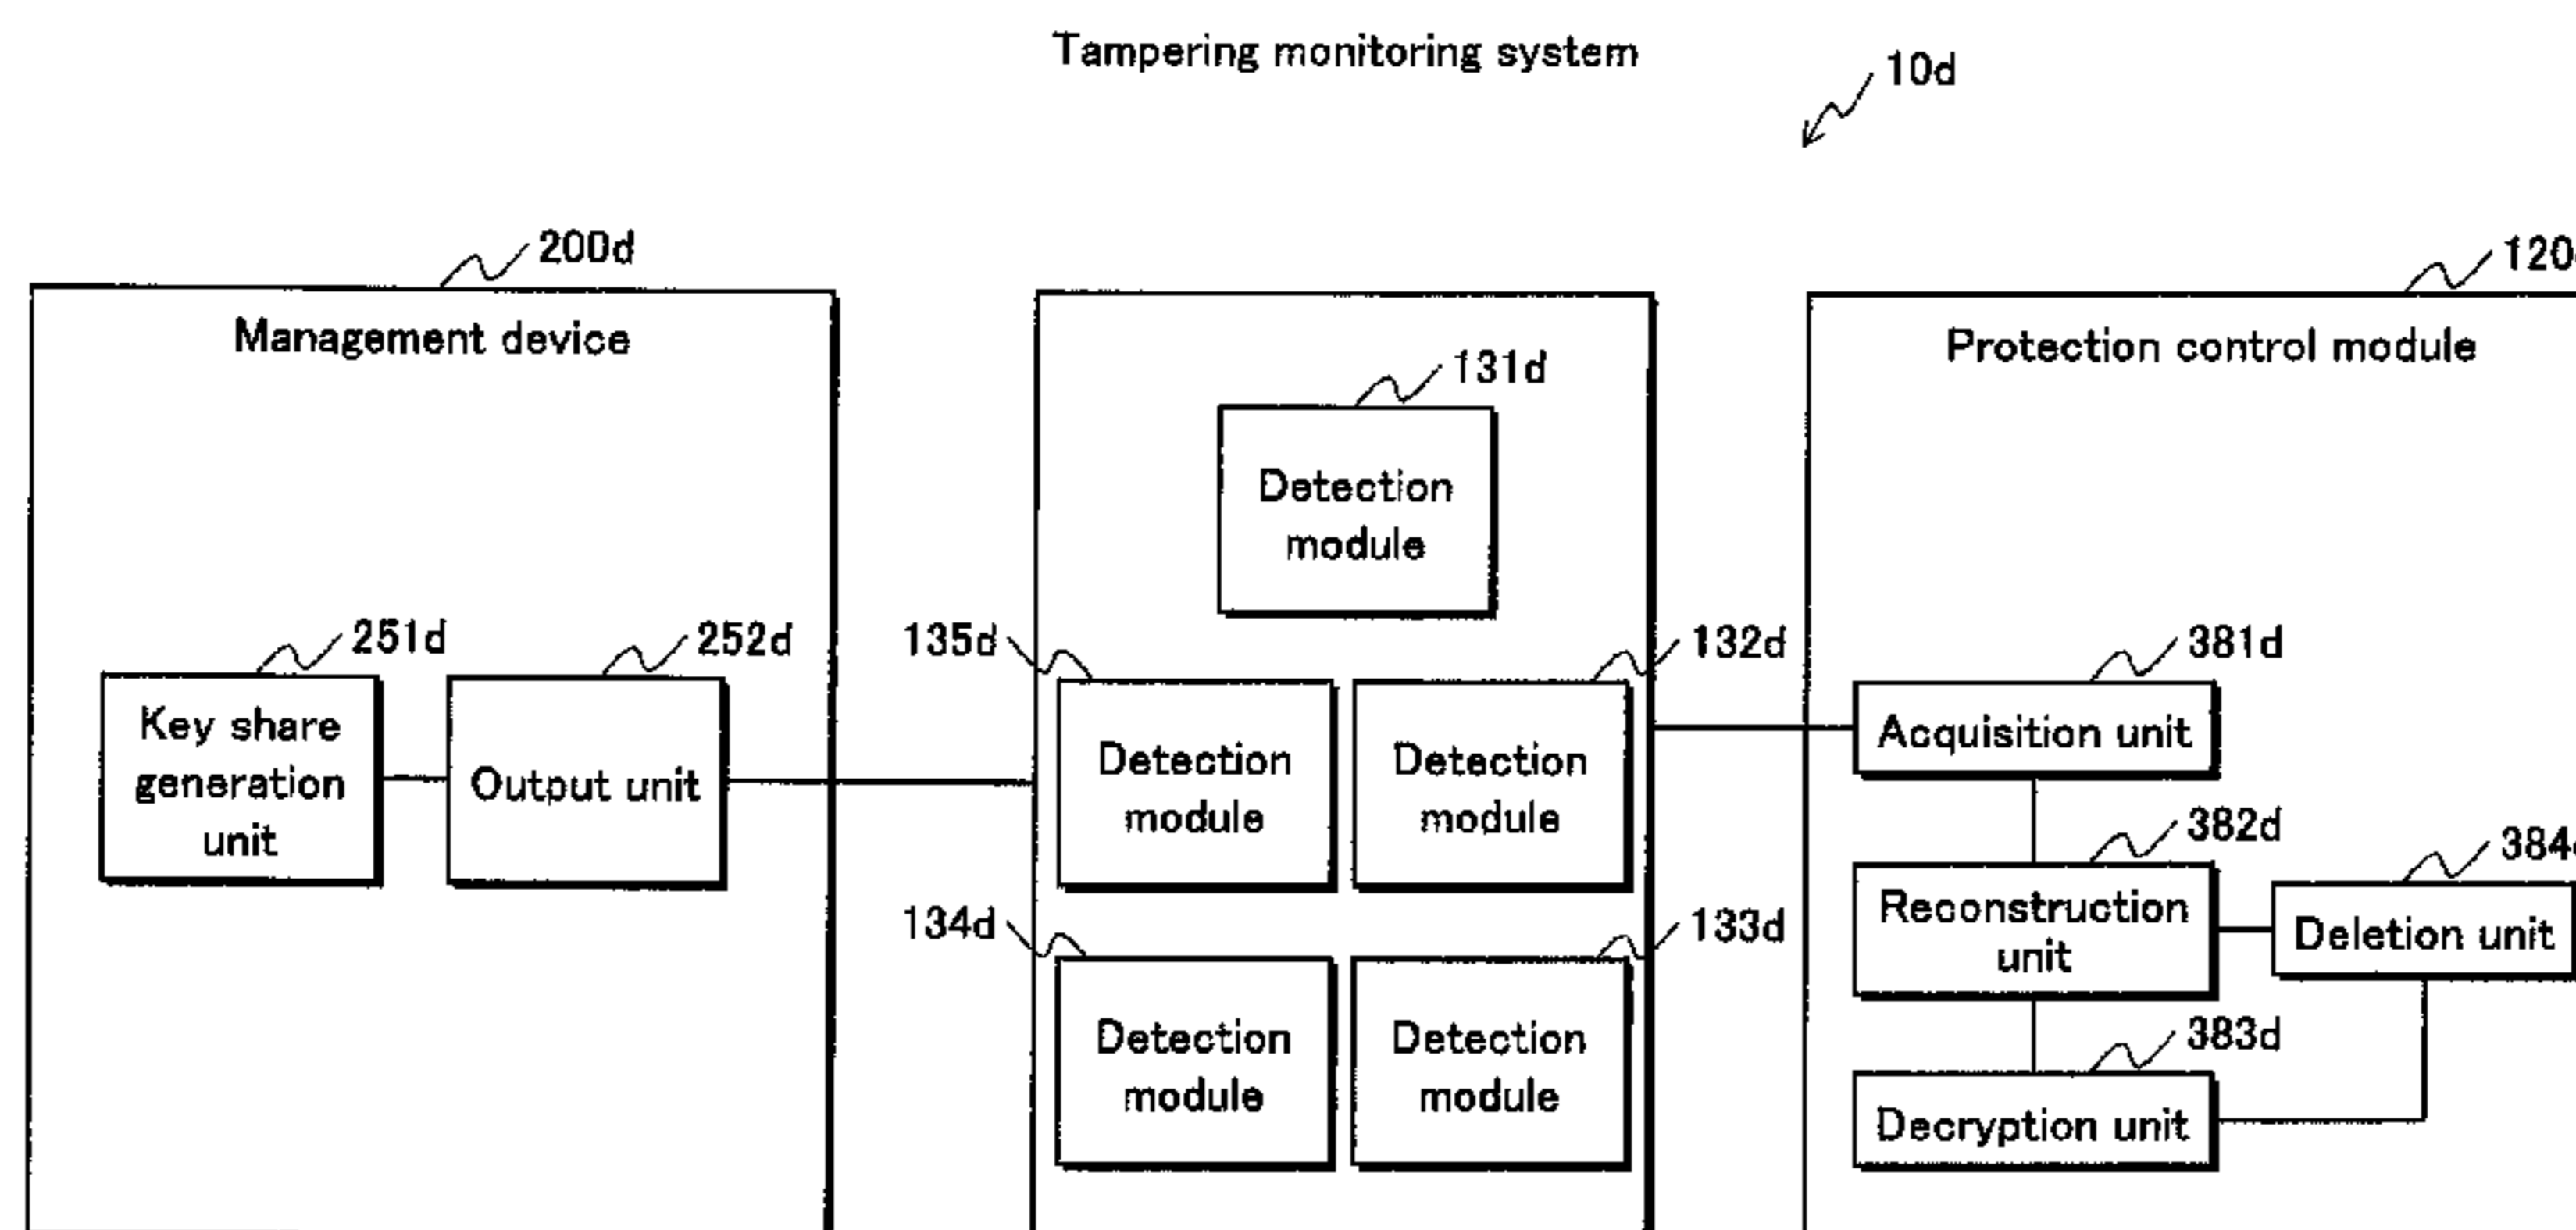 Tampering monitoring system
10d
200d
Management device
251d
Key share
generation
unit
252d
Output unit
131d
Detection
module
135d
Detection
module
132d
Detection
module
134d
Detection
module
133d
Detection
module
Protection control module
381d
Acquisition unit
382d
Reconstruction
unit
Deletion unit
383d
Decryption unit